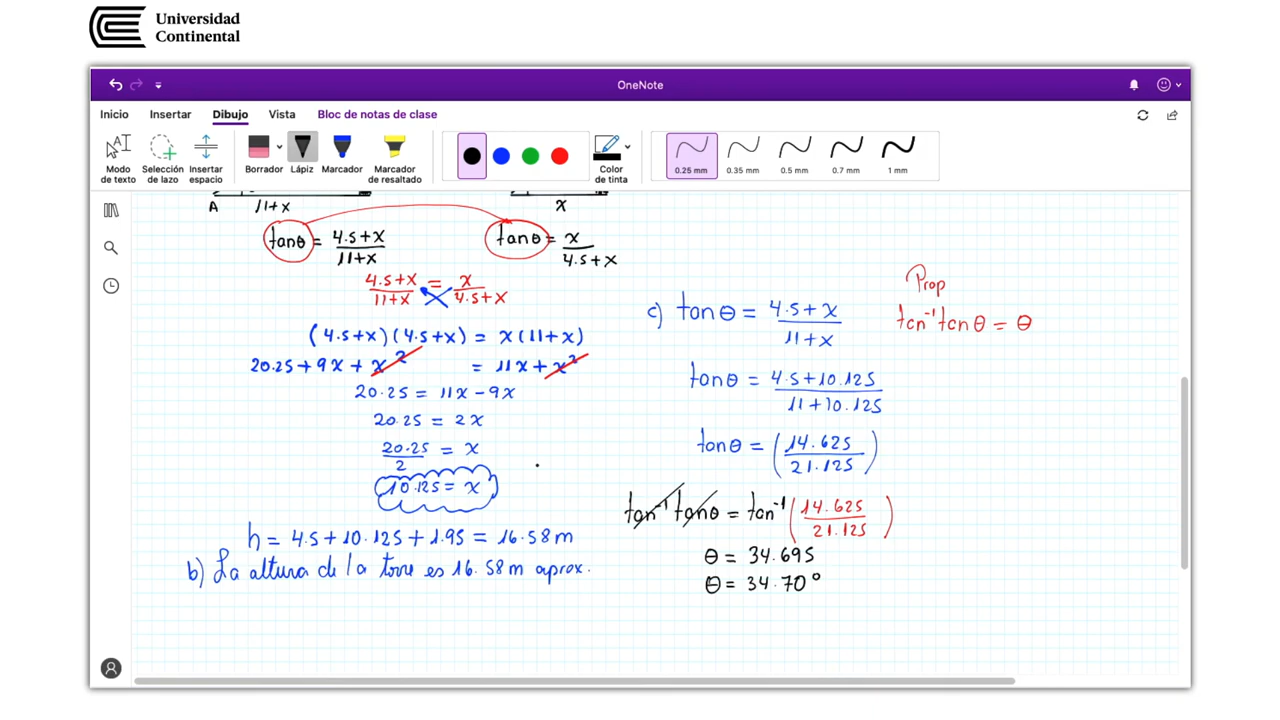 Universidad
Continental
OneNote
Inicio Insertar Dibujo Vista Bloc de notas de clase
Modo de texto
Selección de lazo
Insertar espacio
Borrador
Lápiz
Marcador
Marcador de resaltado
Color de tinta
0.25 mm
0.35 mm
0.5 mm
0.7 mm
1 mm
A 11+x
x
tanθ = (4.5+x)/(11+x)
tanθ = x/(4.5+x)
(4.5+x)/(11+x) = x/(4.5+x)
(4.5+x)(4.5+x) = x(11+x)
20.25+9x+x² = 11x+x²
20.25 = 11x-9x
20.25 = 2x
20.25/2 = x
10.125 = x
h = 4.5+10.125+1.95 = 16.58m
b) La altura de la torre es 16.58m aprox.
c) tanθ = (4.5+x)/(11+x)
Prop
tan⁻¹ tanθ = θ
tanθ = (4.5+10.125)/(11+10.125)
tanθ = (14.625/21.125)
tan⁻¹ tanθ = tan⁻¹(14.625/21.125)
θ = 34.695
θ = 34.70°